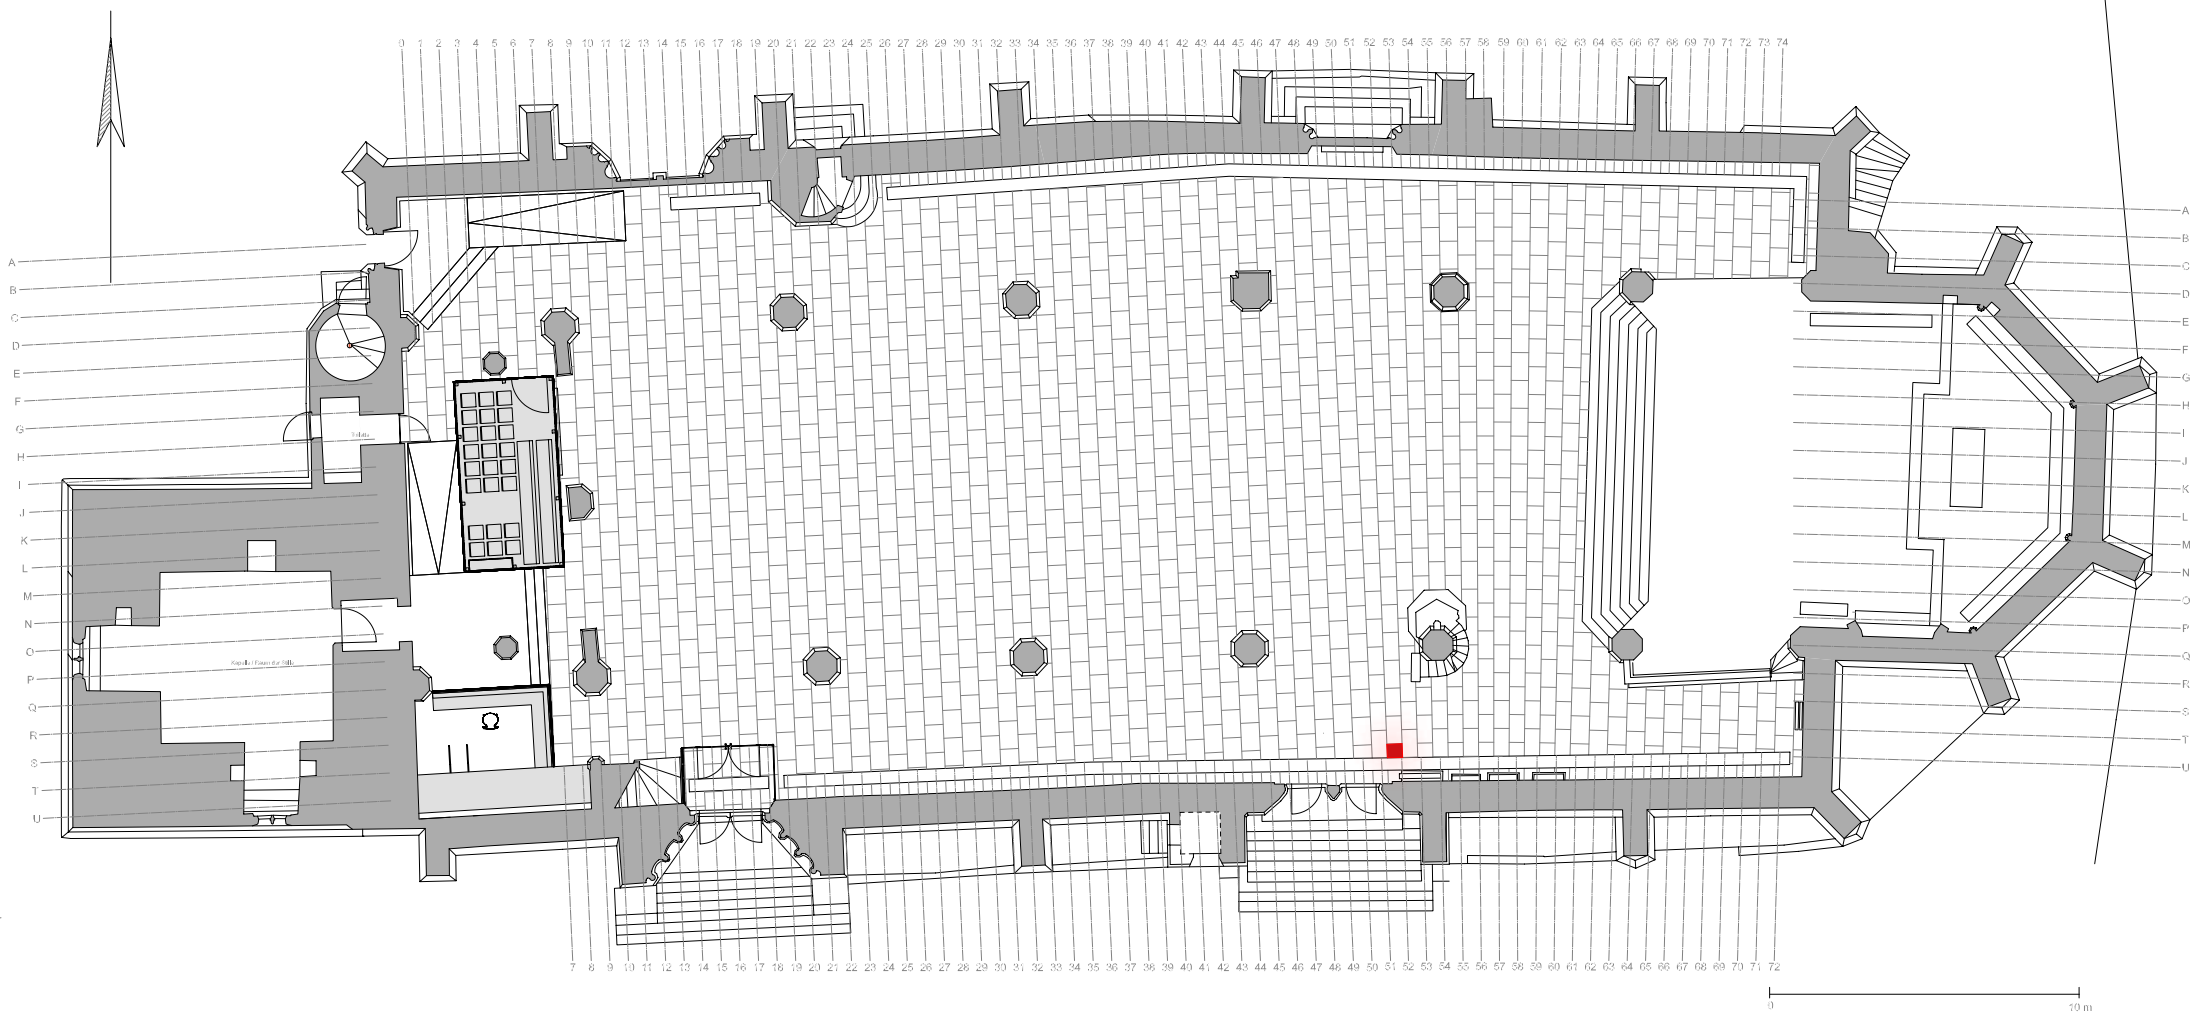 0 1 2 3 4 5 6 7 8 9 10 11 12 13 14 15 16 17 18 19 20 21 22 23 24 25 26 27 28 29 30 31 32 33 34 35 36 37 38 39 40 41 42 43 44 45 46 47 48 49 50 51 52 53 54 55 56 57 58 59 60 61 62 63 64 65 66 67 68 69 70 71 72 73 74
A
B
C
D
E
F
G
H
I
J
K
L
M
N
O
P
Q
R
S
T
U
Kapelle / Raum der Stille
A
B
C
D
E
F
G
H
I
J
K
L
M
N
O
P
Q
R
S
T
U
7 8 9 10 11 12 13 14 15 16 17 18 19 20 21 22 23 24 25 26 27 28 29 30 31 32 33 34 35 36 37 38 39 40 41 42 43 44 45 46 47 48 49 50 51 52 53 54 55 56 57 58 59 60 61 62 63 64 65 66 67 68 69 70 71 72
0 10 m